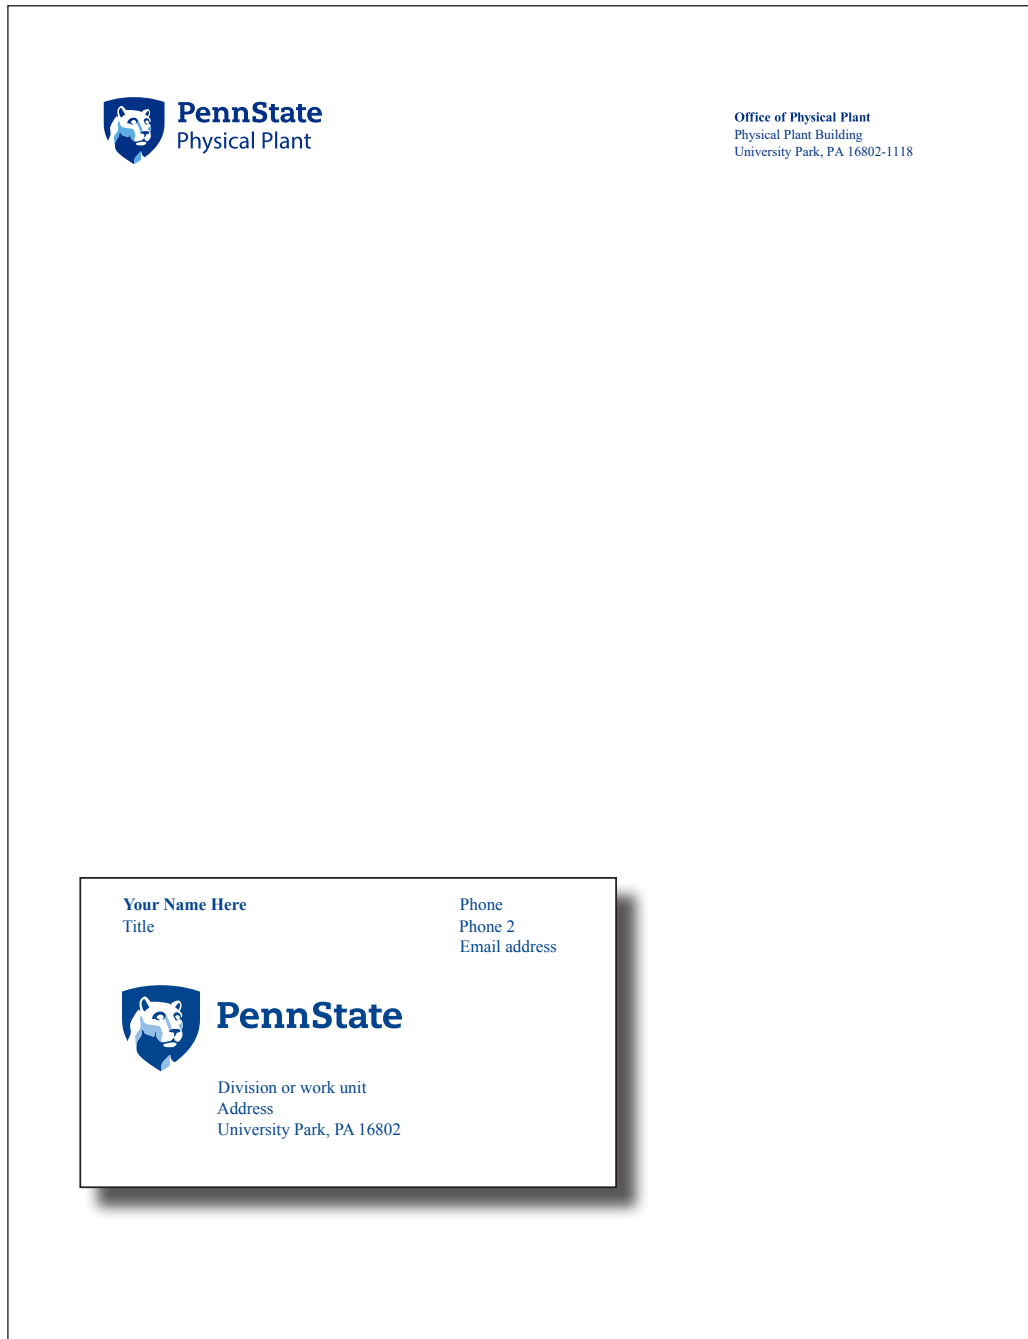 PennState
Physical Plant
Office of Physical Plant
Physical Plant Building
University Park, PA 16802-1118
Your Name Here
Title
Phone
Phone 2
Email address
PennState
Division or work unit
Address
University Park, PA 16802